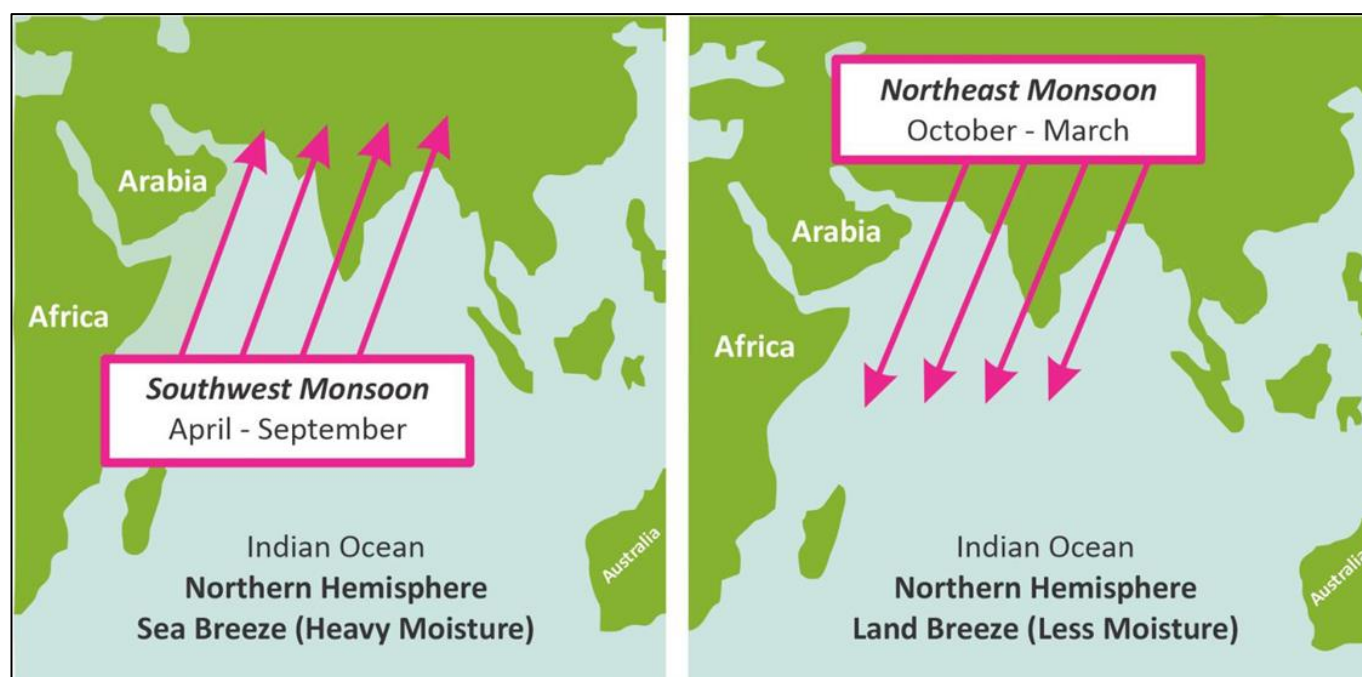 Arabia
Africa
Southwest Monsoon
April - September
Indian Ocean
Northern Hemisphere
Sea Breeze (Heavy Moisture)
Australia
Northeast Monsoon
October - March
Arabia
Africa
Indian Ocean
Northern Hemisphere
Land Breeze (Less Moisture)
Australia